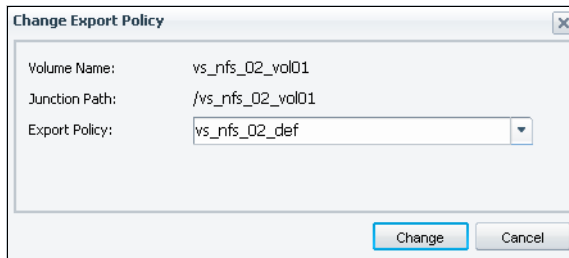 Change Export Policy
Volume Name: vs_nfs_02_vol01
Junction Path: /vs_nfs_02_vol01
Export Policy: vs_nfs_02_def
Change Cancel